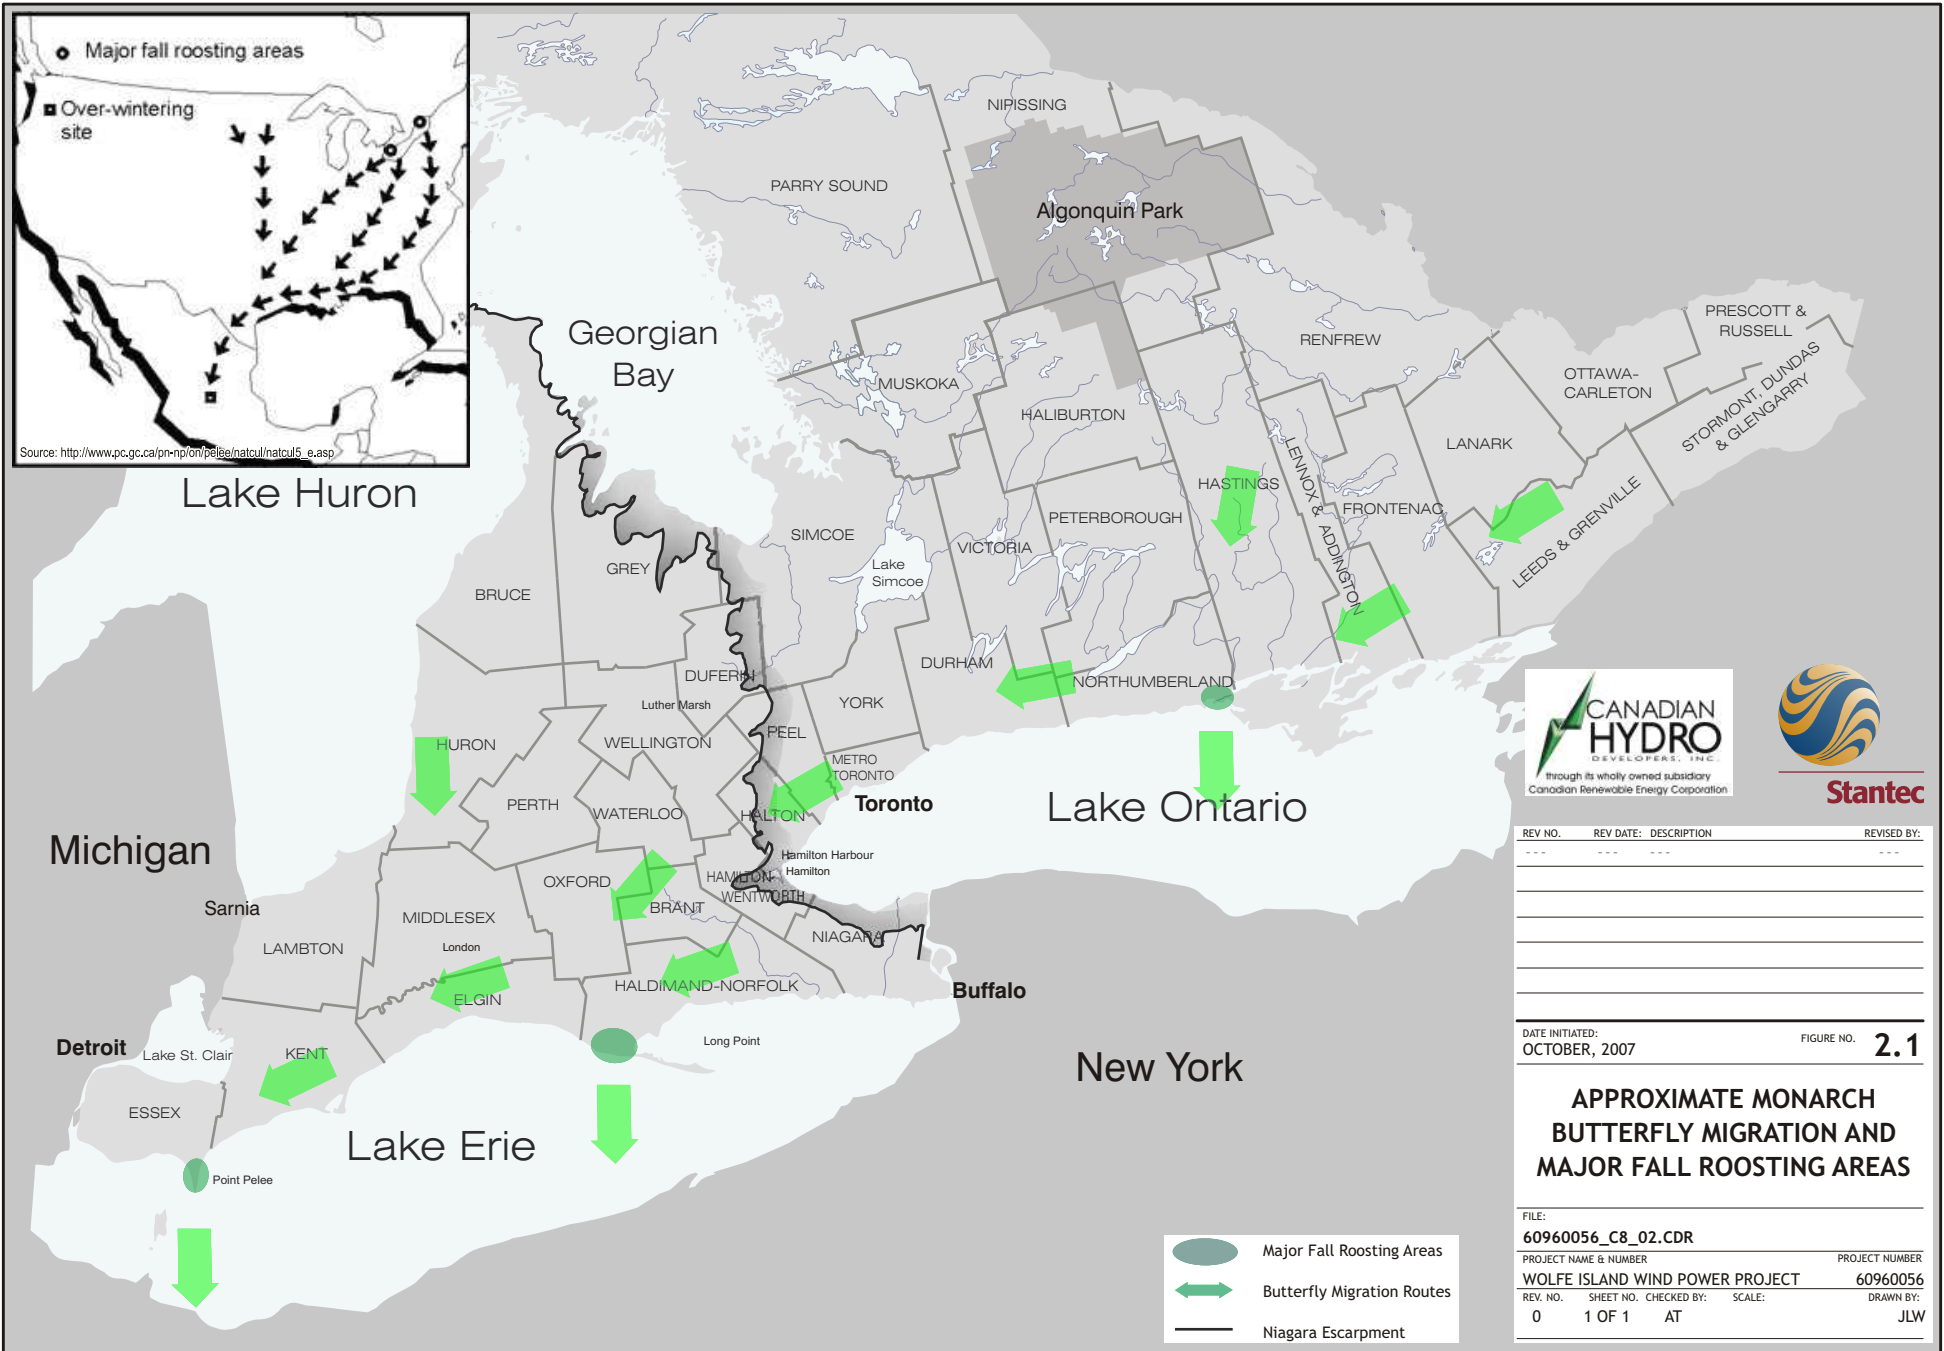 Major fall roosting areas
Over-wintering
site
Source: http://www.pc.gc.ca/pn-np/on/pelee/natcul/natcul5_e.asp
NIPISSING
PARRY SOUND
Algonquin Park
Georgian
Bay
PRESCOTT &
RUSSELL
RENFREW
OTTAWA-
CARLETON
STORMONT, DUNDAS
& GLENGARRY
MUSKOKA
HALIBURTON
LANARK
Lake Huron
HASTINGS
LENNOX & ADDINGTON
FRONTENAC
LEEDS & GRENVILLE
PETERBOROUGH
SIMCOE
VICTORIA
Lake
Simcoe
GREY
BRUCE
DURHAM
NORTHUMBERLAND
DUFERIN
Luther Marsh
YORK
PEEL
HURON
WELLINGTON
METRO
TORONTO
Toronto
PERTH
WATERLOO
HALTON
Lake Ontario
Michigan
Hamilton Harbour
Hamilton
HAMILTON-
WENTWORTH
OXFORD
BRANT
Sarnia
MIDDLESEX
London
LAMBTON
NIAGARA
HALDIMAND-NORFOLK
ELGIN
Buffalo
Long Point
Detroit
Lake St. Clair
KENT
New York
ESSEX
Lake Erie
Point Pelee
Major Fall Roosting Areas
Butterfly Migration Routes
Niagara Escarpment
CANADIAN
HYDRO
DEVELOPERS, INC.
through its wholly owned subsidiary
Canadian Renewable Energy Corporation
Stantec
REV NO. REV DATE: DESCRIPTION REVISED BY:
--- --- --- ---
DATE INITIATED:
OCTOBER, 2007
FIGURE NO. 2.1
APPROXIMATE MONARCH
BUTTERFLY MIGRATION AND
MAJOR FALL ROOSTING AREAS
FILE:
60960056_C8_02.CDR
PROJECT NAME & NUMBER PROJECT NUMBER
WOLFE ISLAND WIND POWER PROJECT 60960056
REV. NO. SHEET NO. CHECKED BY: SCALE: DRAWN BY:
0 1 OF 1 AT JLW